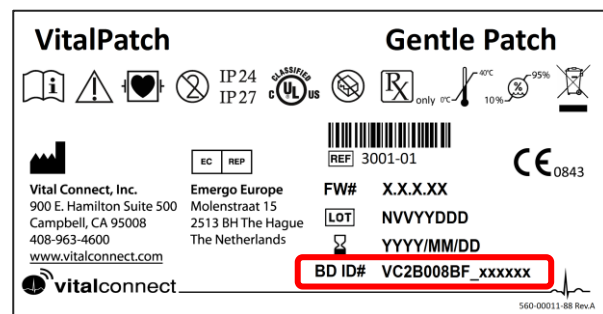 VitalPatch
Gentle Patch
i
2
IP24
IP27
CLASSIFIED
C UL US
Rx only
0°C 40°C
10% % 95%
REF 3001-01
CE 0843
EC REP
Vital Connect, Inc.
900 E. Hamilton Suite 500
Campbell, CA 95008
408-963-4600
www.vitalconnect.com
Emergo Europe
Molenstraat 15
2513 BH The Hague
The Netherlands
FW# X.X.X.XX
LOT NVVYYDDD
YYYY/MM/DD
BD ID# VC2B008BF_xxxxxx
vitalconnect
560-00011-88 Rev.A